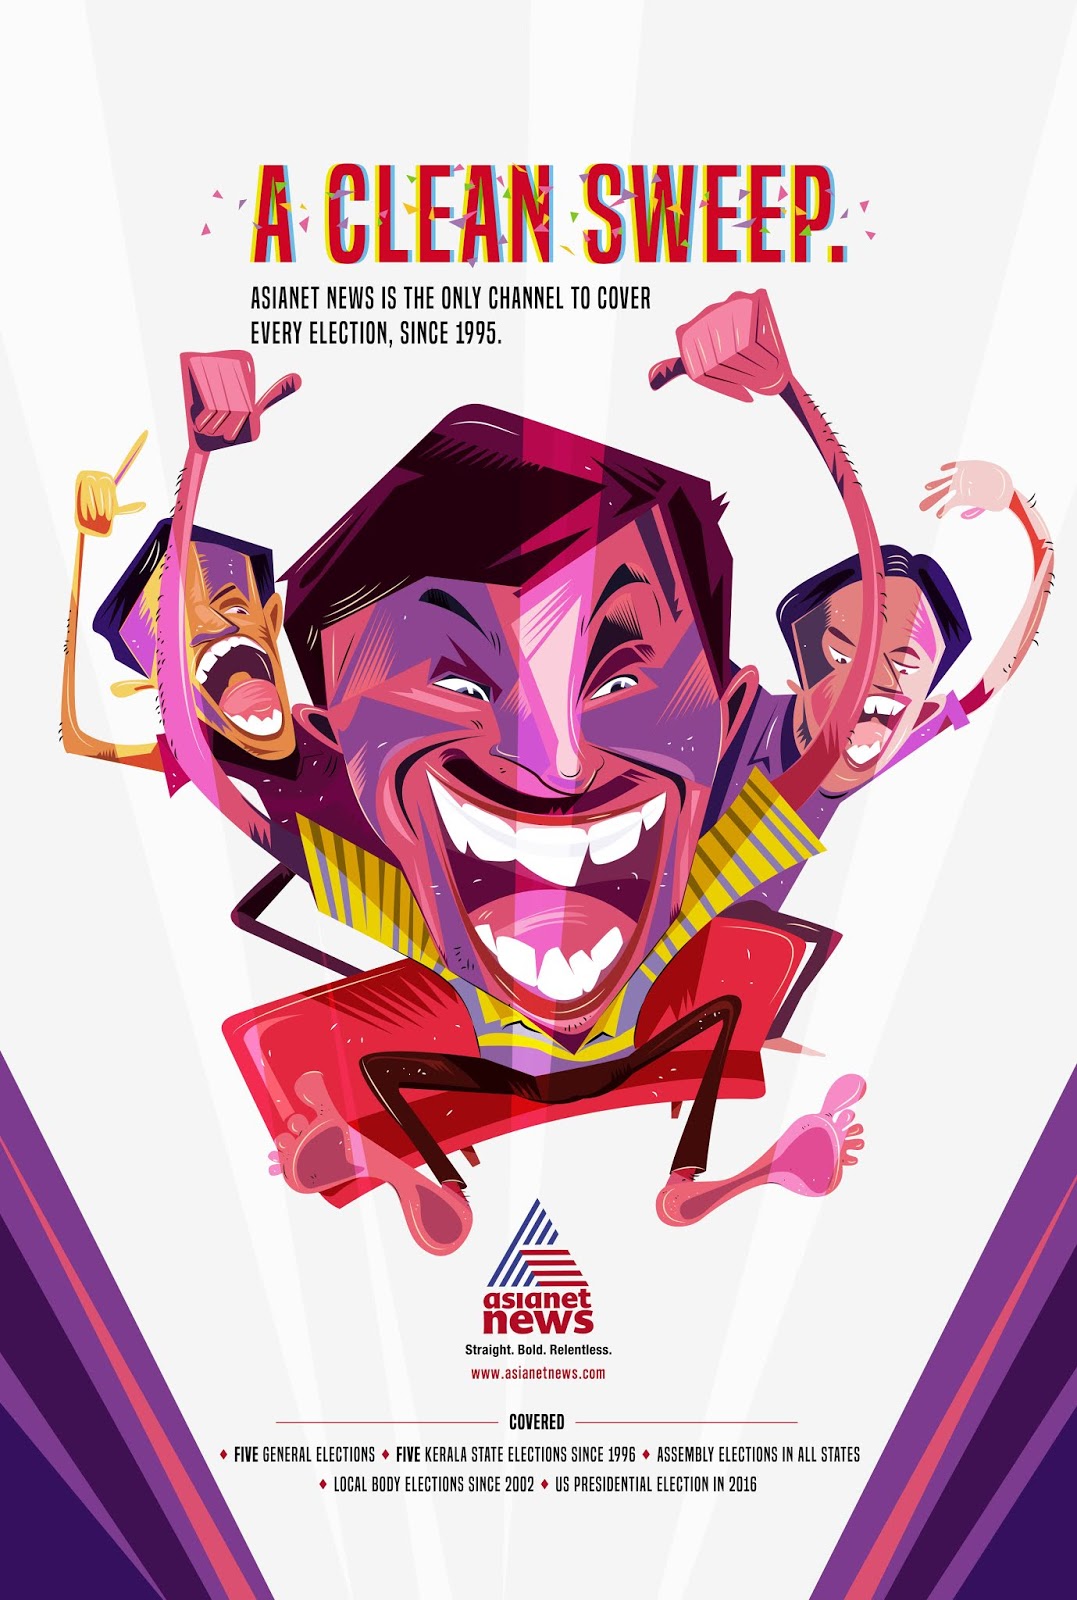 A CLEAN SWEEP.
ASIANET NEWS IS THE ONLY CHANNEL TO COVER
EVERY ELECTION, SINCE 1995.
asianet
news
Straight. Bold. Relentless.
www.asianetnews.com
COVERED
♦ FIVE GENERAL ELECTIONS ♦ FIVE KERALA STATE ELECTIONS SINCE 1996 ♦ ASSEMBLY ELECTIONS IN ALL STATES
♦ LOCAL BODY ELECTIONS SINCE 2002 ♦ US PRESIDENTIAL ELECTION IN 2016